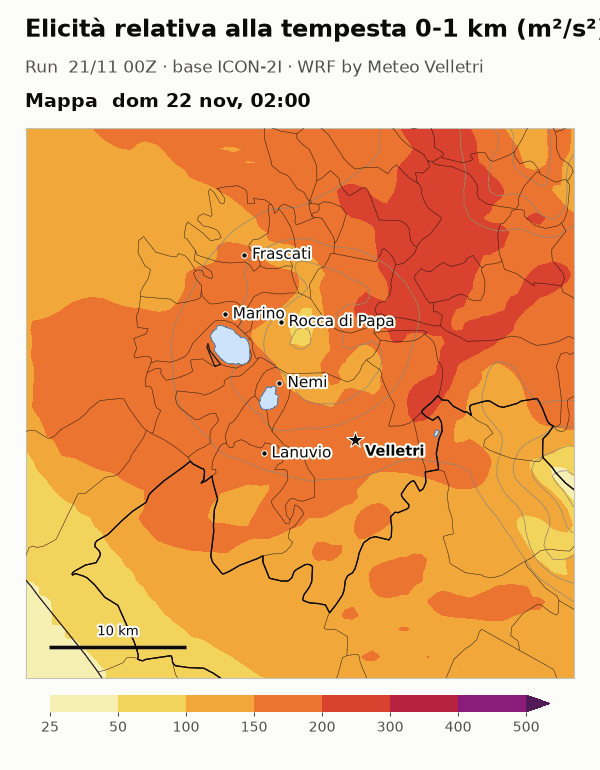 Elicità relativa alla tempesta 0-1 km (m²/s²)
Run 21/11 00Z · base ICON-2I · WRF by Meteo Velletri
Mappa dom 22 nov, 02:00
Frascati
Marino
Rocca di Papa
Nemi
Lanuvio
Velletri
10 km
25 50 100 150 200 300 400 500